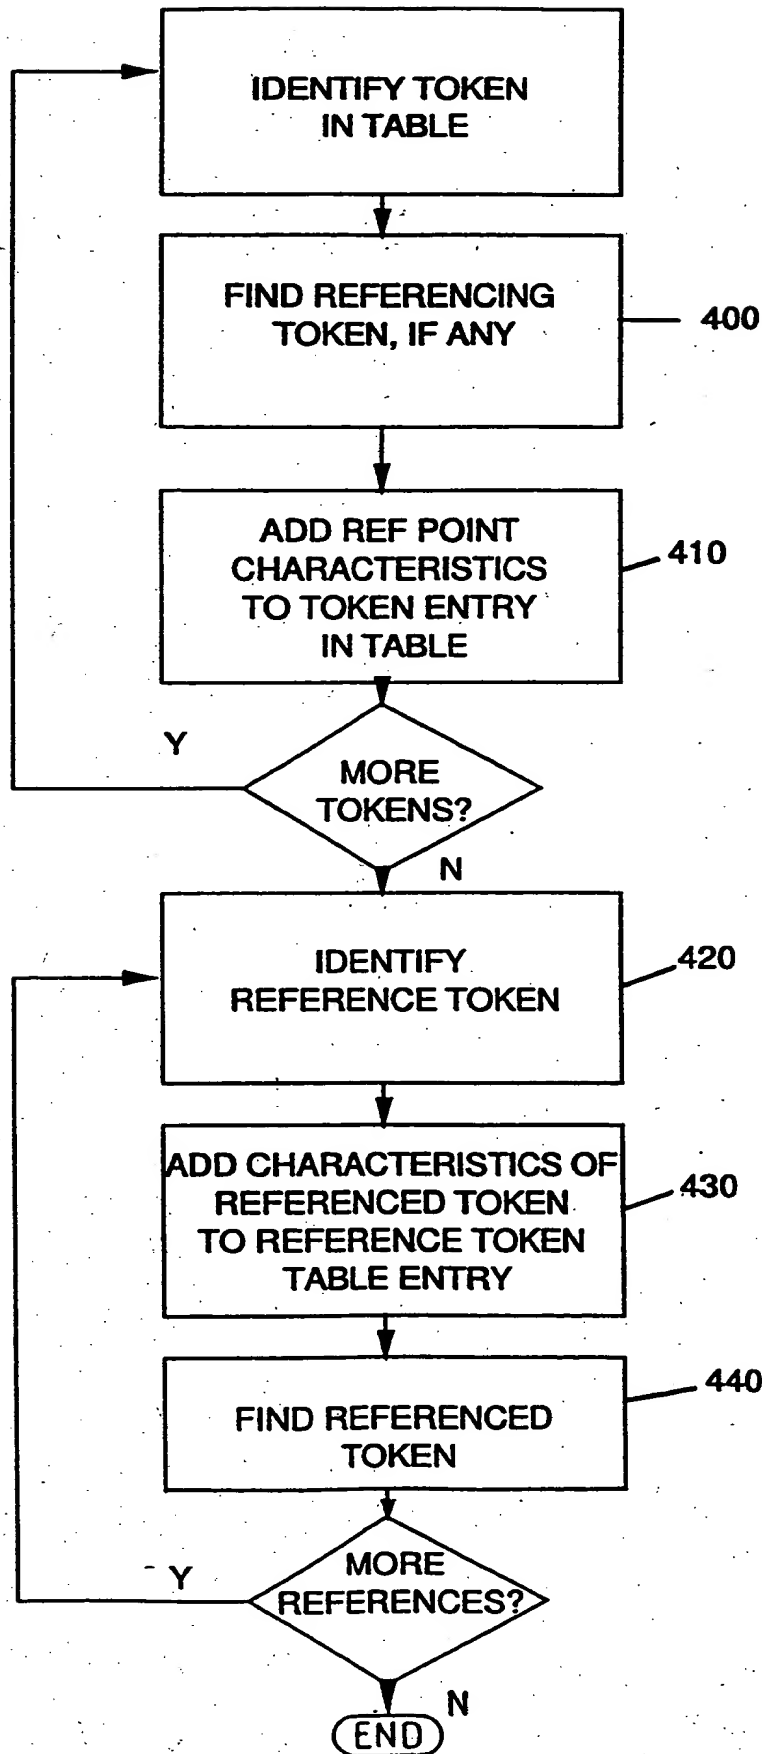 IDENTIFY TOKEN
IN TABLE
FIND REFERENCING
TOKEN, IF ANY
400
ADD REF POINT
CHARACTERISTICS
TO TOKEN ENTRY
IN TABLE
410
Y
MORE
TOKENS?
N
IDENTIFY
REFERENCE TOKEN
420
ADD CHARACTERISTICS OF
REFERENCED TOKEN
TO REFERENCE TOKEN
TABLE ENTRY
430
FIND REFERENCED
TOKEN
440
Y
MORE
REFERENCES?
N
END